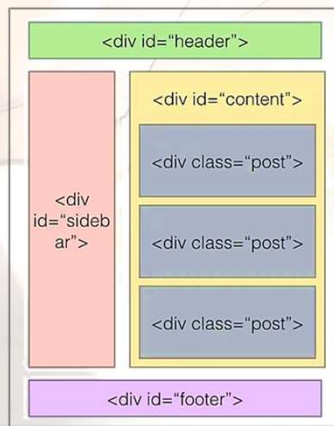 <div id=“header”>
<div
id=“sideb
ar”>
<div id=“content”>
<div class=“post”>
<div class=“post”>
<div class=“post”>
<div id=“footer”>